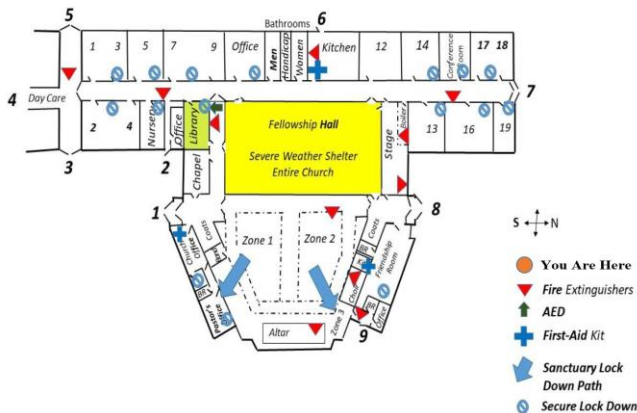 5
Bathrooms
6
1
3
5
7
9
Office
Men
Handicap
Women
Kitchen
12
14
Conference
Room
17
18
4
Day Care
7
2
4
Nursery
Office
Library
Fellowship Hall
Severe Weather Shelter
Entire Church
Stage
Boiler
13
16
19
3
2
Chapel
1
8
Coats
Church
Office
Zone 1
Zone 2
Coats
Friendship
Room
BR
BR
Pastor's
Office
Choir
BR
Office
Zone 3
Altar
9
S
N
You Are Here
Fire Extinguishers
AED
First-Aid Kit
Sanctuary Lock
Down Path
Secure Lock Down